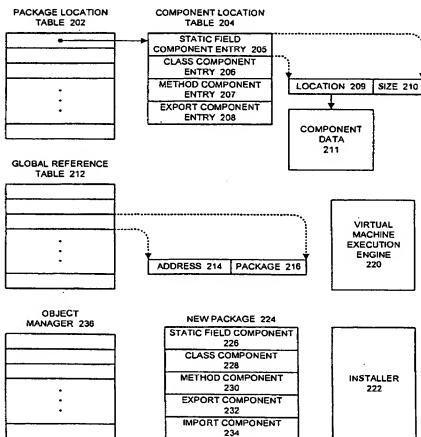 PACKAGE LOCATION
TABLE 202
COMPONENT LOCATION
TABLE 204
STATIC FIELD
COMPONENT ENTRY 205
CLASS COMPONENT
ENTRY 206
METHOD COMPONENT
ENTRY 207
EXPORT COMPONENT
ENTRY 208
LOCATION 209
SIZE 210
COMPONENT
DATA
211
GLOBAL REFERENCE
TABLE 212
ADDRESS 214
PACKAGE 216
VIRTUAL
MACHINE
EXECUTION
ENGINE
220
OBJECT
MANAGER 236
NEW PACKAGE 224
STATIC FIELD COMPONENT
226
CLASS COMPONENT
228
METHOD COMPONENT
230
EXPORT COMPONENT
232
IMPORT COMPONENT
234
INSTALLER
222